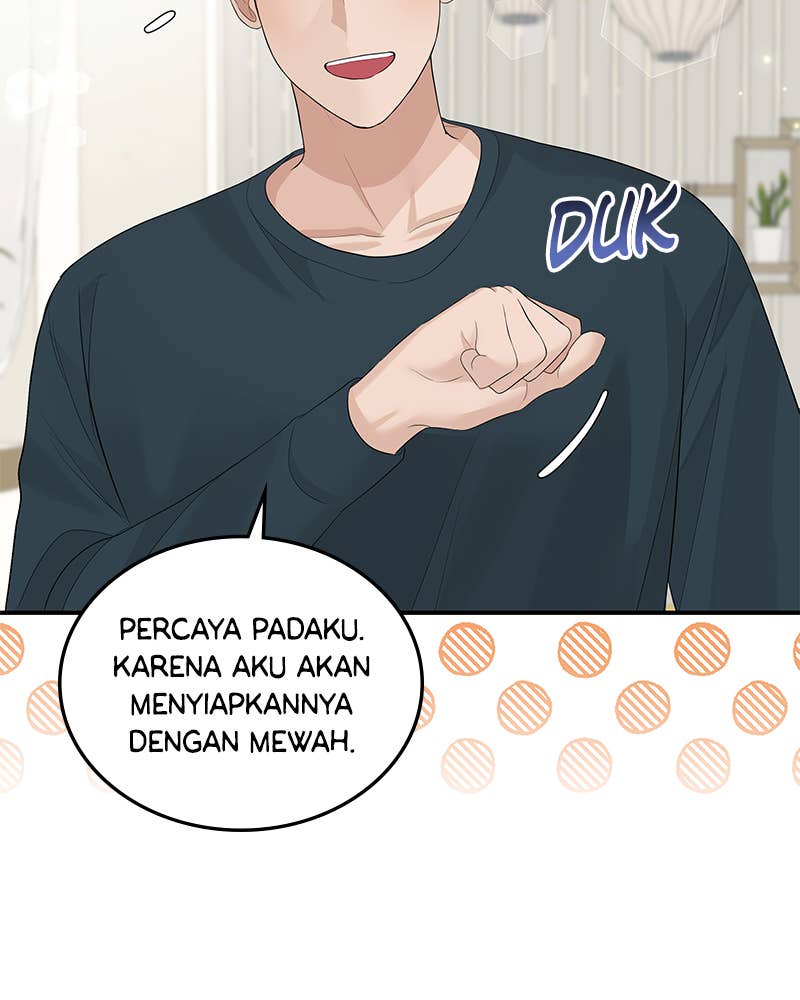 DUK
PERCAYA PADAKU.
KARENA AKU AKAN
MENYIAPKANNYA
DENGAN MEWAH.